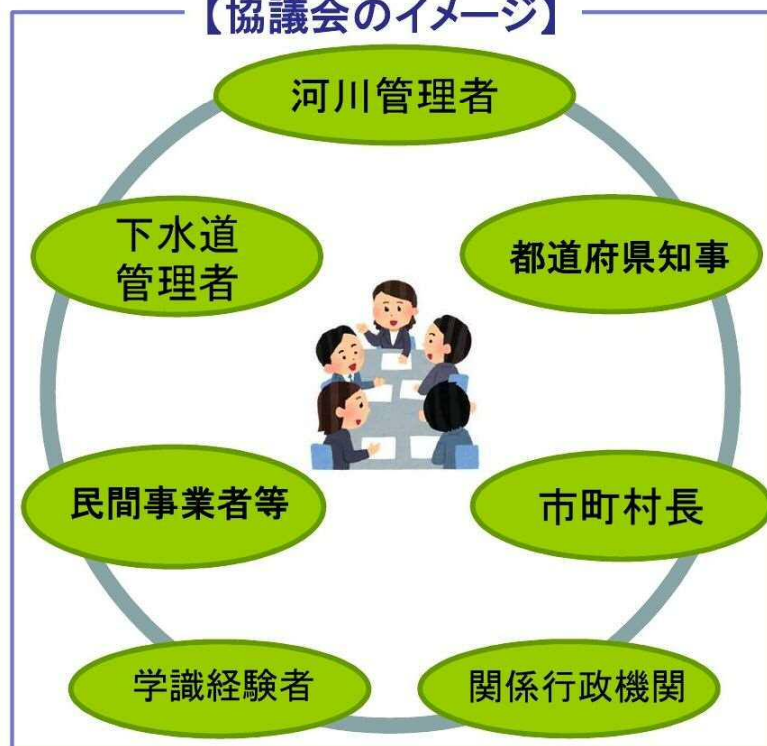 【協議会のイメージ】
河川管理者
下水道
管理者
都道府県知事
民間事業者等
市町村長
学識経験者
関係行政機関